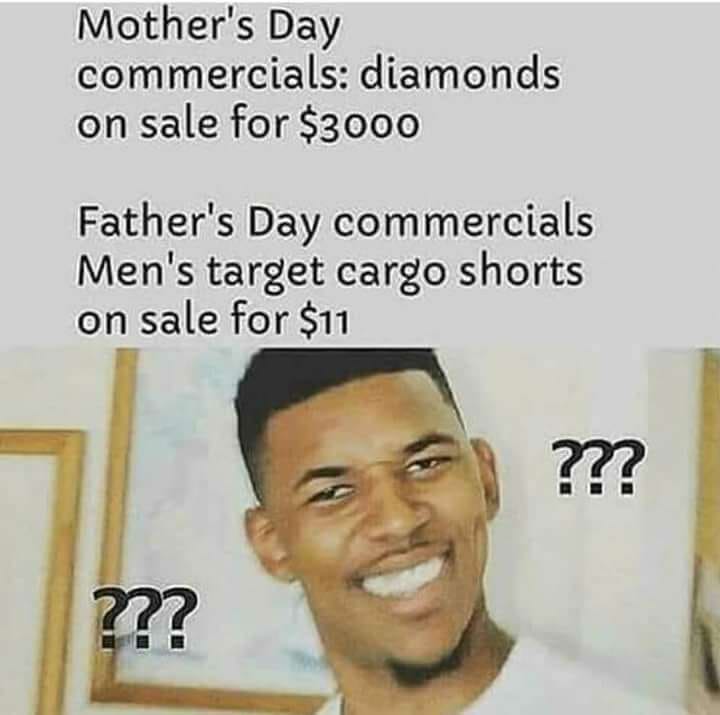 Mother's Day
commercials: diamonds
on sale for $3000
Father's Day commercials
Men's target cargo shorts
on sale for $11
???
???